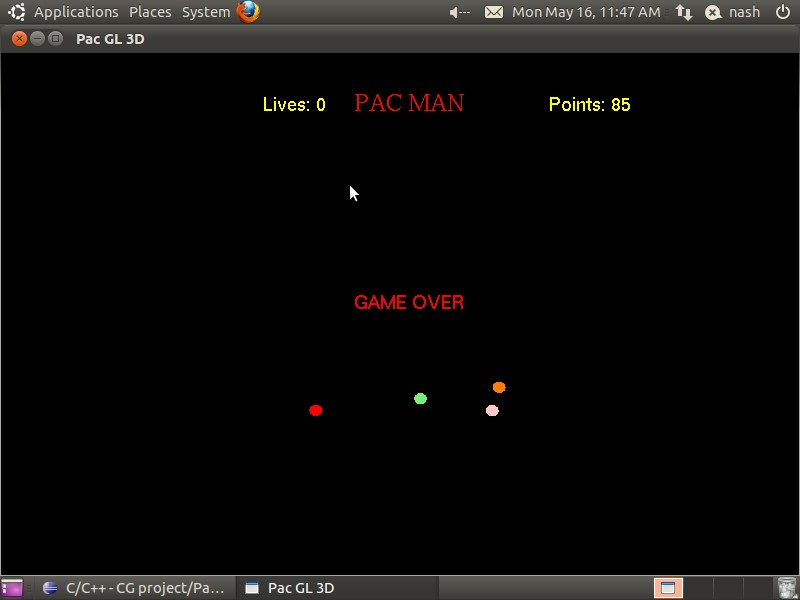 Applications Places System Mon May 16, 11:47 AM nash
Pac GL 3D
Lives: 0 PAC MAN Points: 85
GAME OVER
C/C++ - CG project/Pa... Pac GL 3D